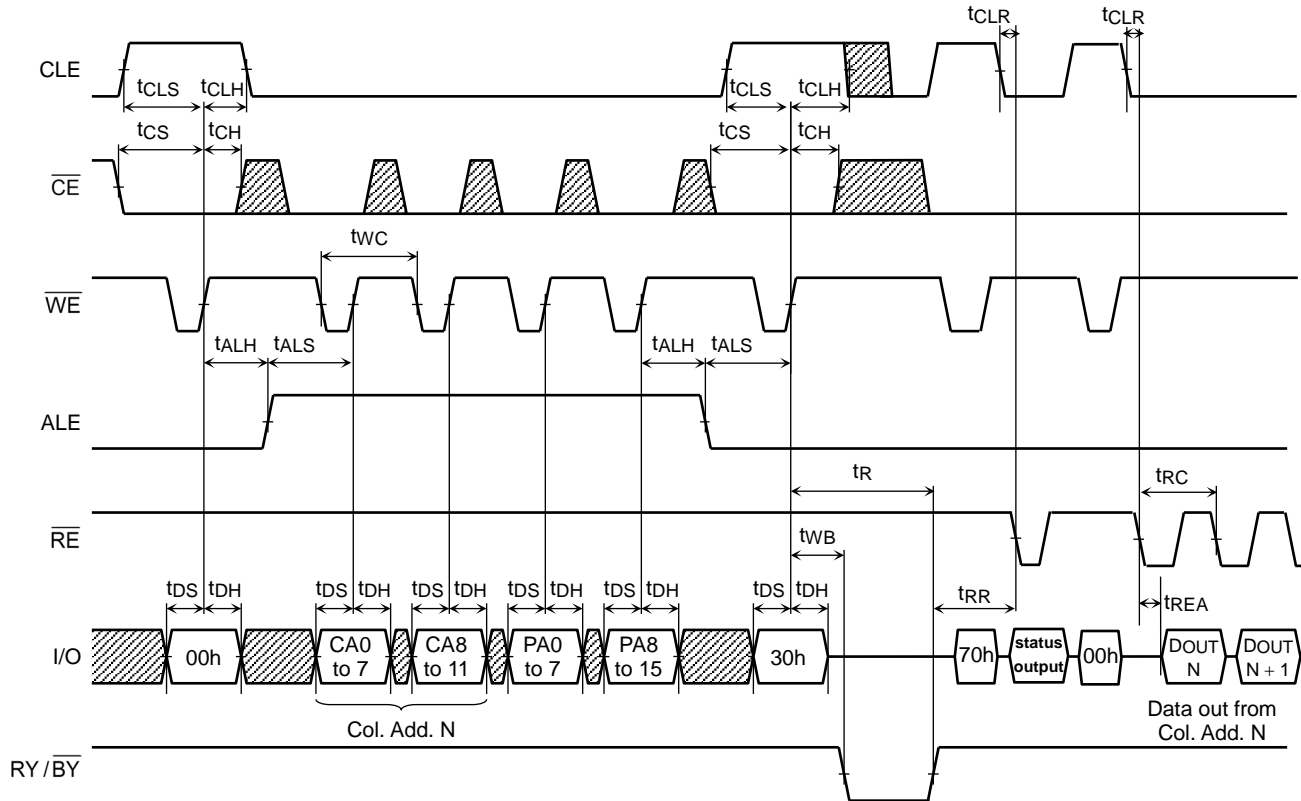 tCLR tCLR
CLE
tCLS tCLH tCLS tCLH
tCS tCH tCS tCH
CE
tWC
WE
tALH tALS tALH tALS
ALE
tR
tRC
RE
tWB
tDS tDH tDS tDH tDS tDH tDS tDH tDS tDH tDS tDH
tRR
tREA
I/O
00h
CA0
to 7
CA8
to 11
PA0
to 7
PA8
to 15
30h
70h
status
output
00h
DOUT
N
DOUT
N + 1
Col. Add. N
Data out from
Col. Add. N
RY / BY